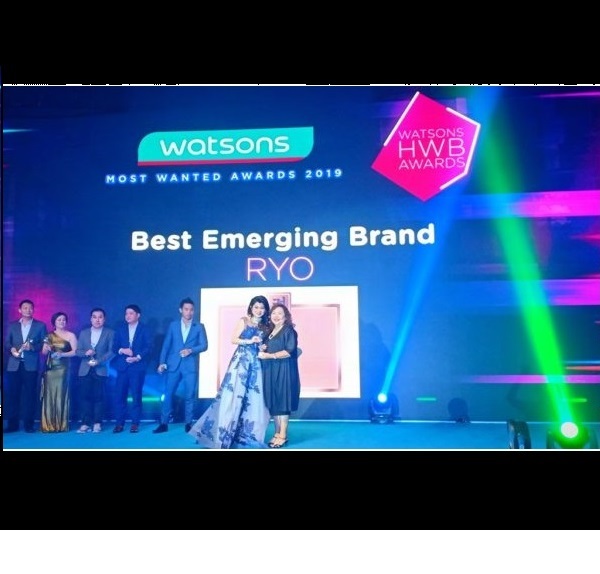 watsons
MOST WANTED AWARDS 2019
WATSONS
HWB
AWARDS
Best Emerging Brand
RYO